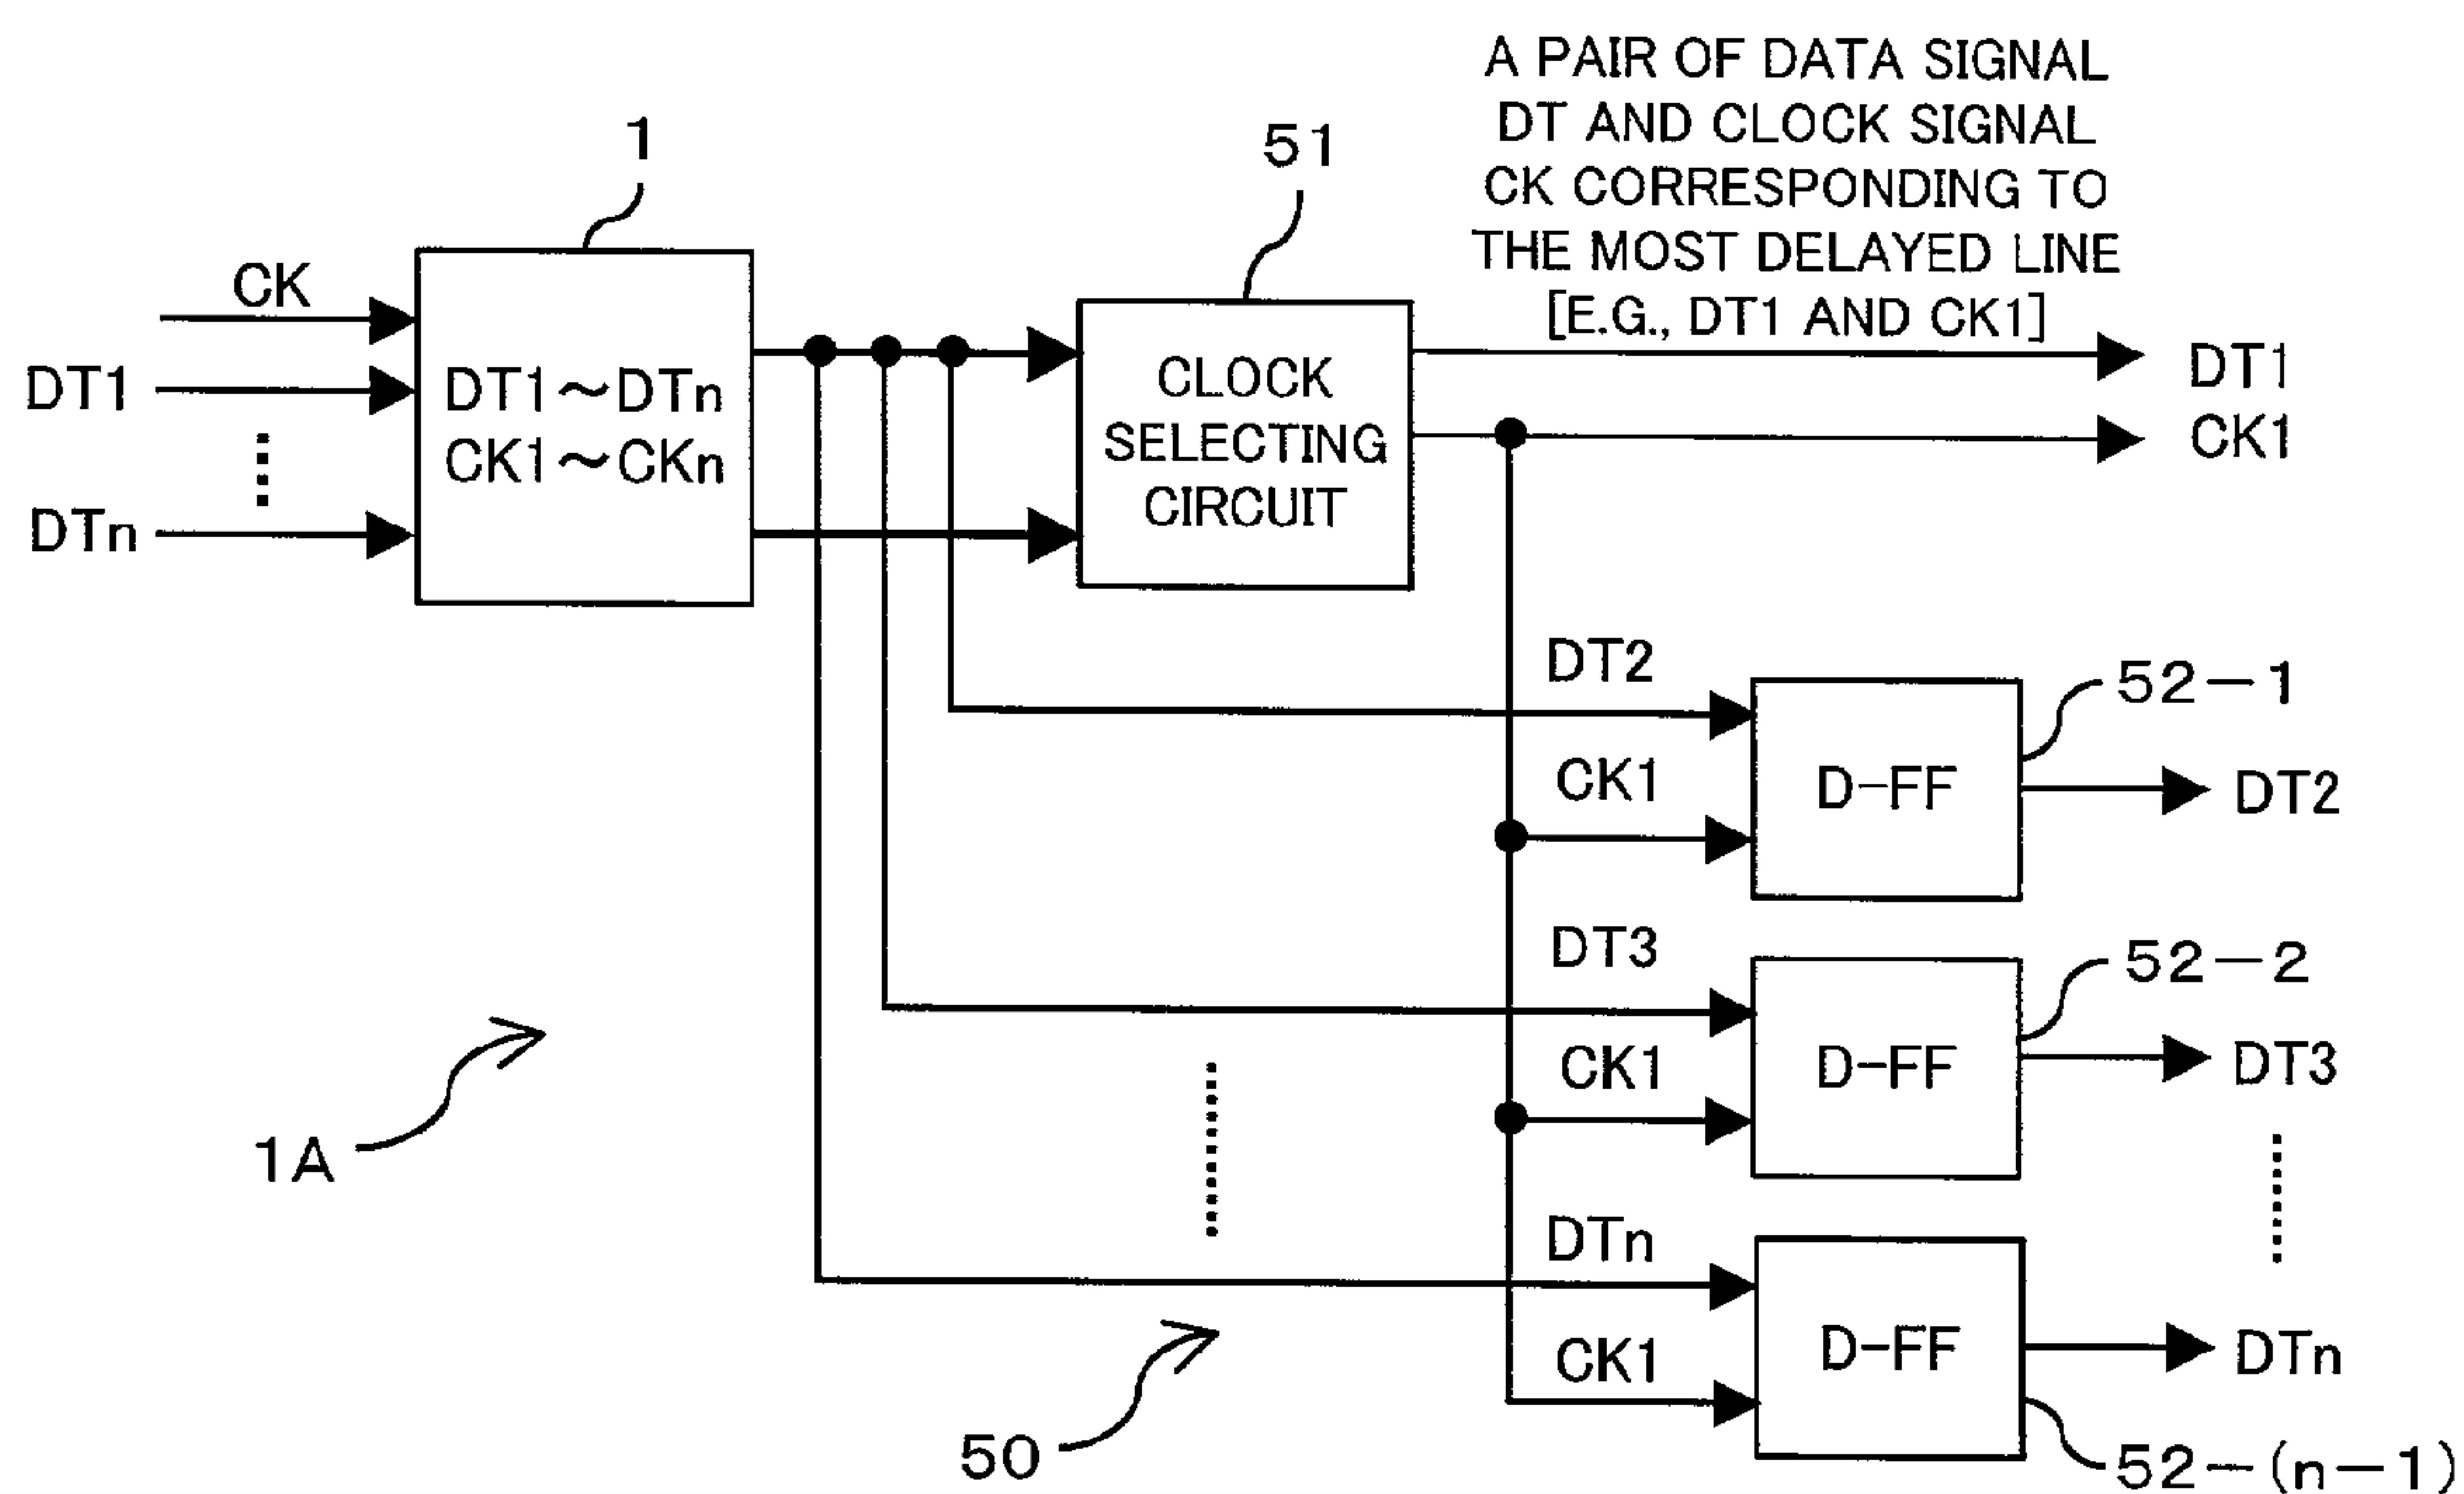 A PAIR OF DATA SIGNAL
DT AND CLOCK SIGNAL
CK CORRESPONDING TO
THE MOST DELAYED LINE
[E.G., DT1 AND CK1]
1
51
CK
DT1
DTn
DT1~DTn
CK1~CKn
CLOCK
SELECTING
CIRCUIT
DT1
CK1
DT2
CK1
D-FF
52-1
DT2
DT3
CK1
D-FF
52-2
DT3
1A
DTn
CK1
D-FF
DTn
50
52-(n-1)